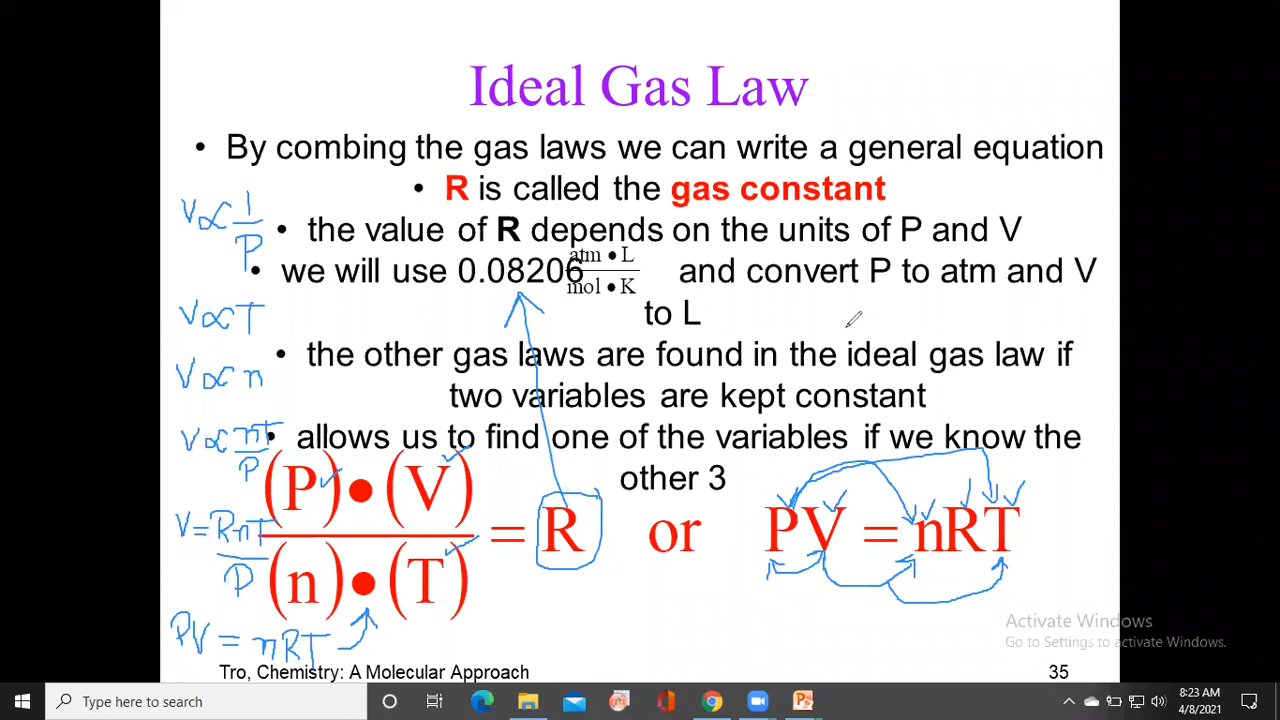 Ideal Gas Law
• By combing the gas laws we can write a general equation
• R is called the gas constant
• the value of R depends on the units of P and V
• we will use 0.08206 atm • L / mol • K and convert P to atm and V
to L
• the other gas laws are found in the ideal gas law if
two variables are kept constant
• allows us to find one of the variables if we know the
other 3
V ∝ 1/P
V ∝ T
V ∝ n
V ∝ nT/P
V = RnT/P
PV = nRT
(P) • (V) / (n) • (T) = R or PV = nRT
Activate Windows
Go to Settings to activate Windows.
Tro, Chemistry: A Molecular Approach
35
Type here to search
8:23 AM
4/8/2021